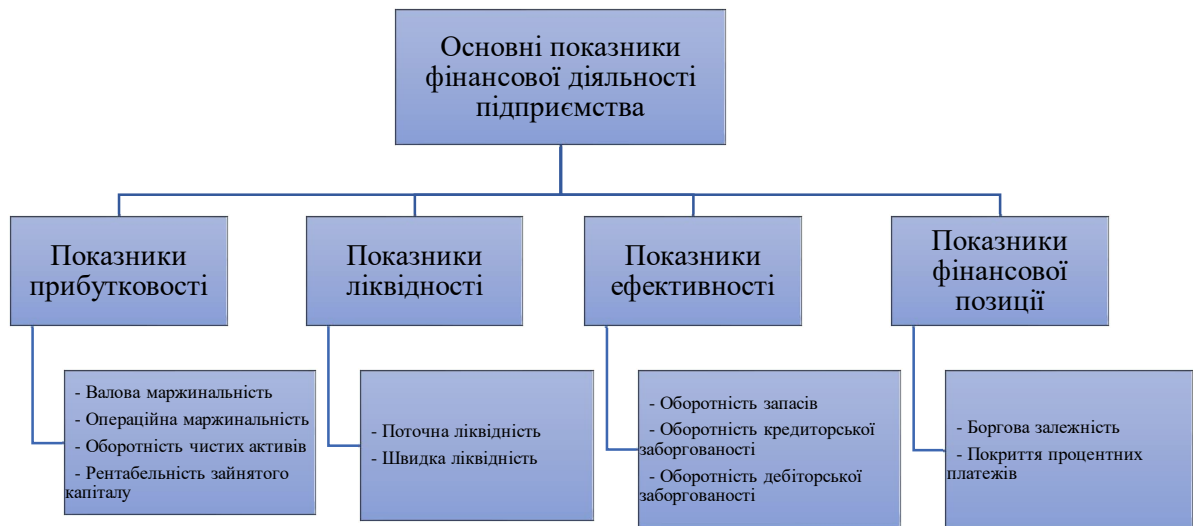 Основні показники
фінансової діяльності
підприємства
Показники
прибутковості
Показники
ліквідності
Показники
ефективності
Показники
фінансової
позиції
- Валова маржинальність
- Операційна маржинальність
- Оборотність чистих активів
- Рентабельність зайнятого
капіталу
- Поточна ліквідність
- Швидка ліквідність
- Оборотність запасів
- Оборотність кредиторської
заборгованості
- Оборотність дебіторської
заборгованості
- Боргова залежність
- Покриття процентних
платежів